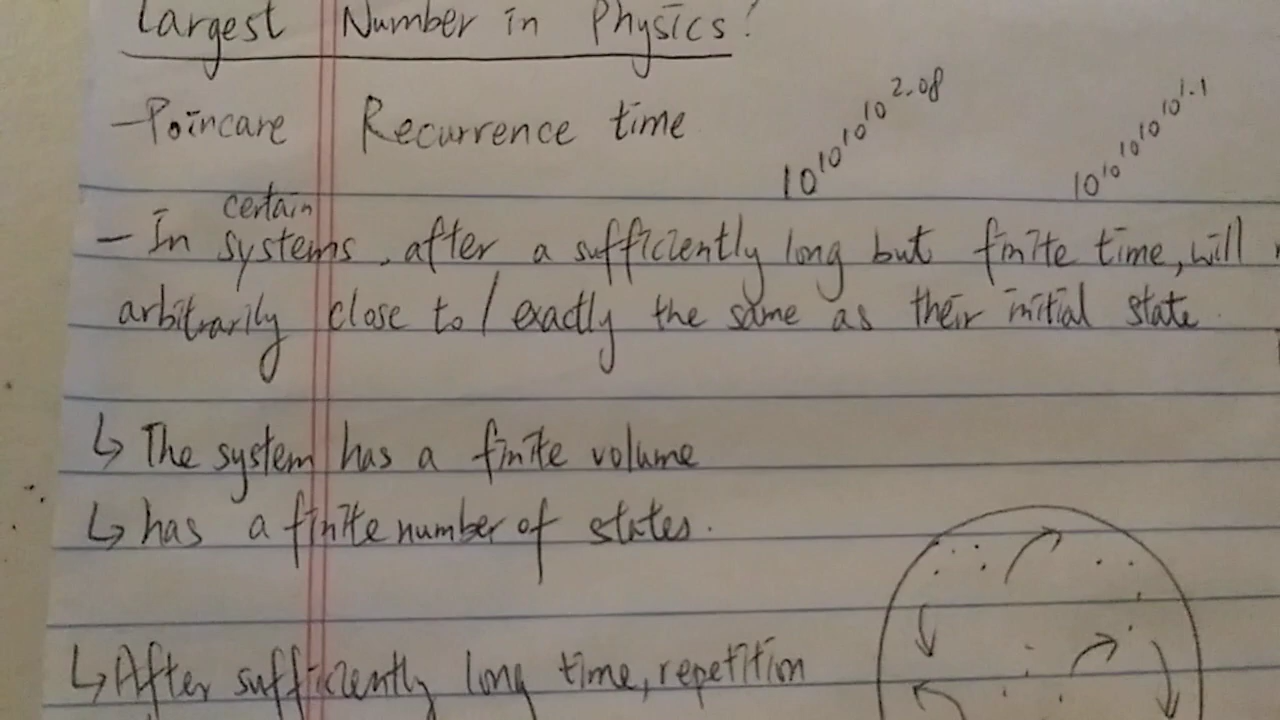 Largest Number in Physics!
-Poincare Recurrence time 10^10^10^10^2.08 10^10^10^10^10^1.1
certain
- In systems, after a sufficiently long but finite time, will
arbitrarily close to / exactly the same as their initial state.
↳ The system has a finite volume
↳ has a finite number of states.
↳ After sufficiently long time, repetition